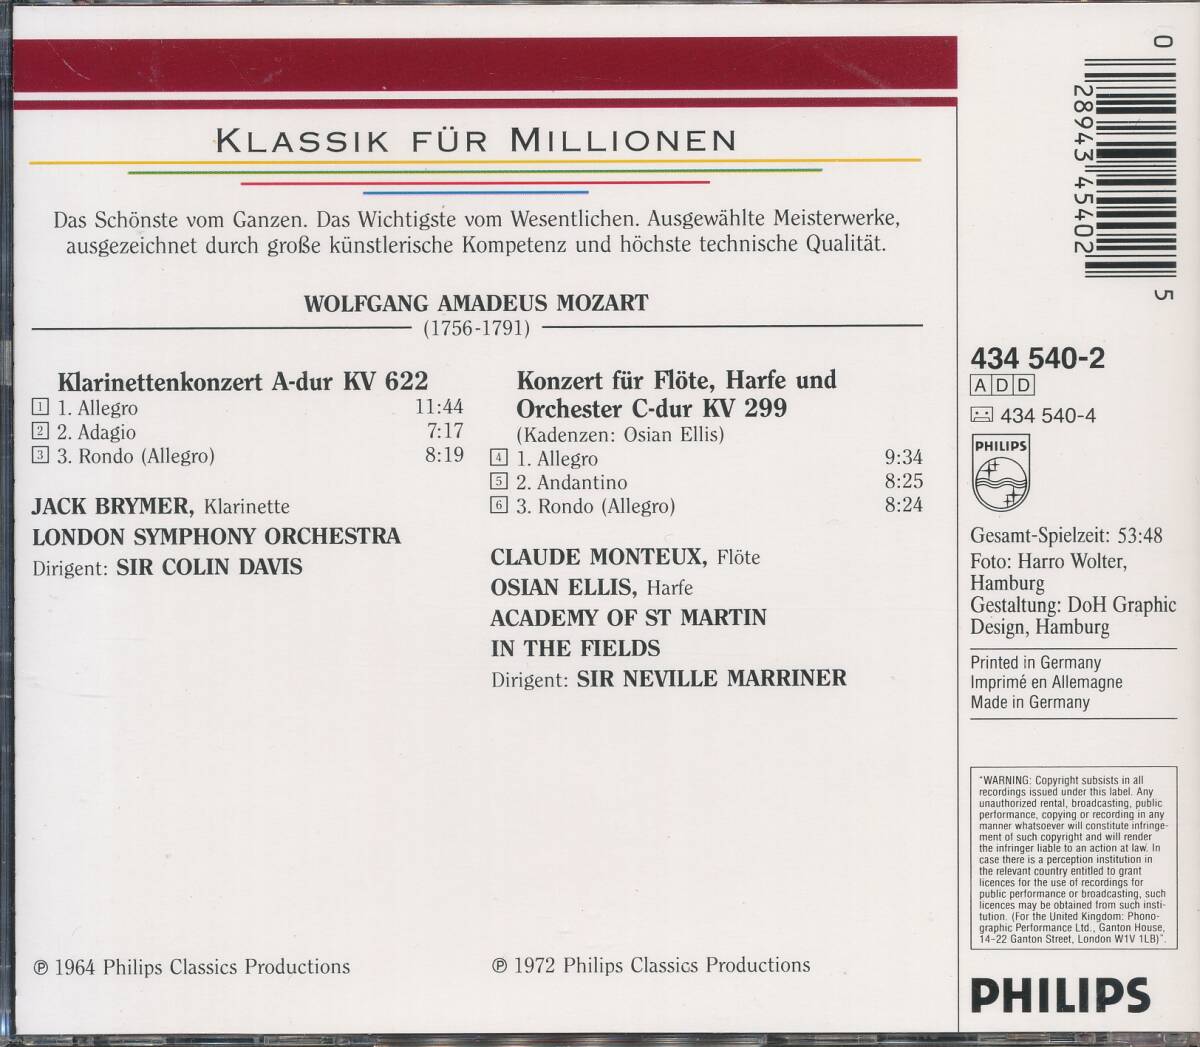 KLASSIK FÜR MILLIONEN
Das Schönste vom Ganzen. Das Wichtigste vom Wesentlichen. Ausgewählte Meisterwerke,
ausgezeichnet durch große künstlerische Kompetenz und höchste technische Qualität.
WOLFGANG AMADEUS MOZART
(1756-1791)
Klarinettenkonzert A-dur KV 622
1 1. Allegro 11:44
2 2. Adagio 7:17
3 3. Rondo (Allegro) 8:19
JACK BRYMER, Klarinette
LONDON SYMPHONY ORCHESTRA
Dirigent: SIR COLIN DAVIS
Konzert für Flöte, Harfe und
Orchester C-dur KV 299
(Kadenzen: Osian Ellis)
4 1. Allegro 9:34
5 2. Andantino 8:25
6 3. Rondo (Allegro) 8:24
CLAUDE MONTEUX, Flöte
OSIAN ELLIS, Harfe
ACADEMY OF ST MARTIN
IN THE FIELDS
Dirigent: SIR NEVILLE MARRINER
℗ 1964 Philips Classics Productions
℗ 1972 Philips Classics Productions
0 28943 45402 5
434 540-2
ADD
434 540-4
PHILIPS
Gesamt-Spielzeit: 53:48
Foto: Harro Wolter,
Hamburg
Gestaltung: DoH Graphic
Design, Hamburg
Printed in Germany
Imprimé en Allemagne
Made in Germany
"WARNING: Copyright subsists in all
recordings issued under this label. Any
unauthorized rental, broadcasting, public
performance, copying or recording in any
manner whatsoever will constitute infringe-
ment of such copyright and will render
the infringer liable to an action at law. In
case there is a perception institution in
the relevant country entitled to grant
licences for the use of recordings for
public performance or broadcasting, such
licences may be obtained from such insti-
tution. (For the United Kingdom: Phono-
graphic Performance Ltd., Ganton House,
14-22 Ganton Street, London W1V 1LB)".
PHILIPS